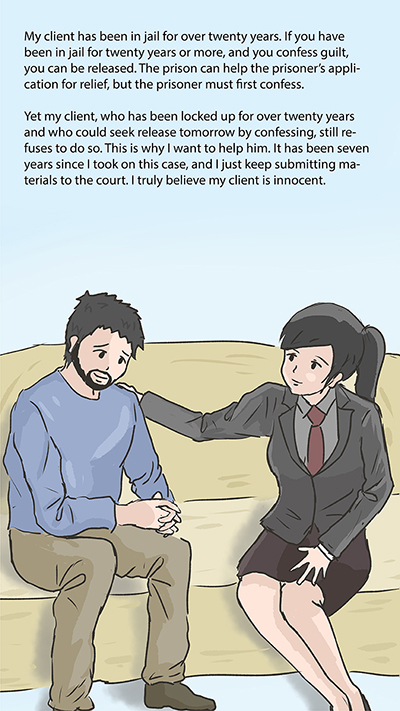 My client has been in jail for over twenty years. If you have
been in jail for twenty years or more, and you confess guilt,
you can be released. The prison can help the prisoner’s appli-
cation for relief, but the prisoner must first confess.
Yet my client, who has been locked up for over twenty years
and who could seek release tomorrow by confessing, still re-
fuses to do so. This is why I want to help him. It has been seven
years since I took on this case, and I just keep submitting ma-
terials to the court. I truly believe my client is innocent.